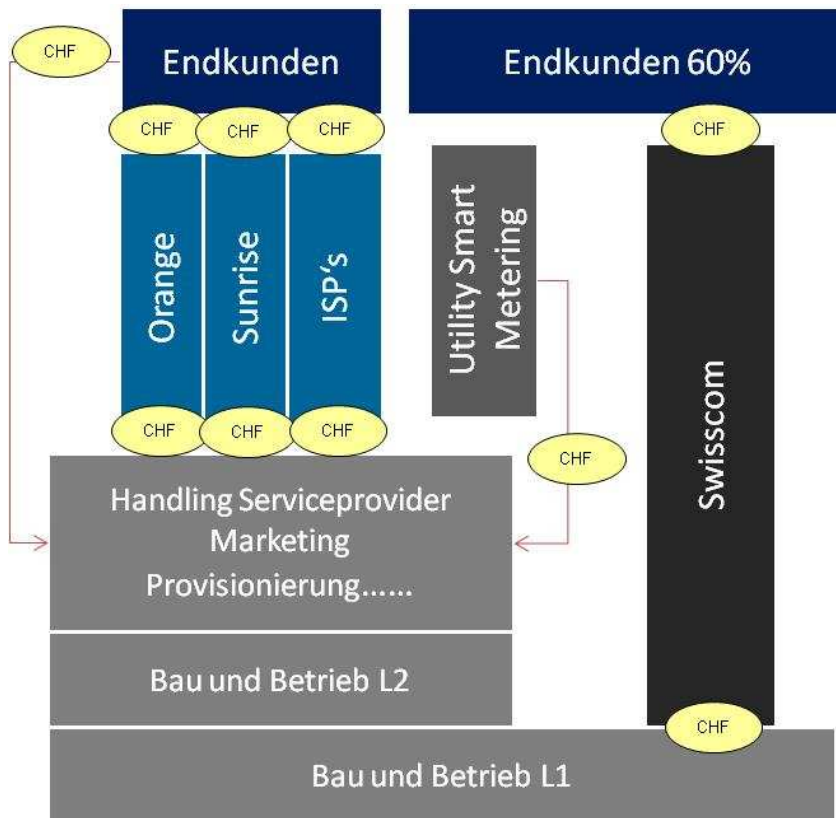 CHF
Endkunden
Endkunden 60%
CHF
CHF
CHF
CHF
Orange
Sunrise
ISP‘s
Utility Smart
Metering
Swisscom
CHF
CHF
CHF
CHF
Handling Serviceprovider
Marketing
Provisionierung......
Bau und Betrieb L2
CHF
Bau und Betrieb L1